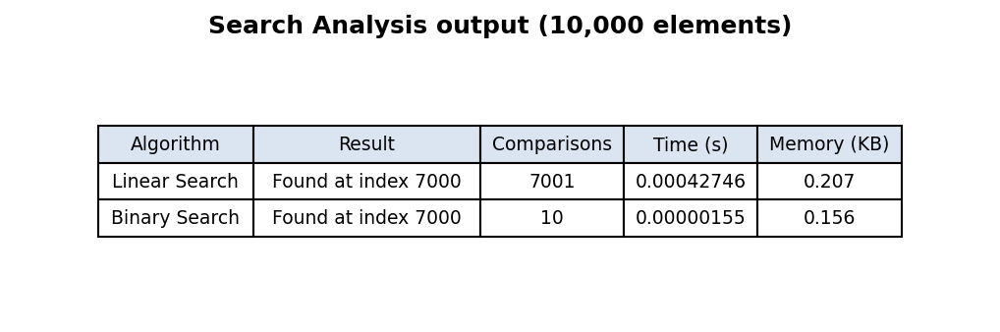 Search Analysis output (10,000 elements)
Algorithm Result Comparisons Time (s) Memory (KB)
Linear Search Found at index 7000 7001 0.00042746 0.207
Binary Search Found at index 7000 10 0.00000155 0.156